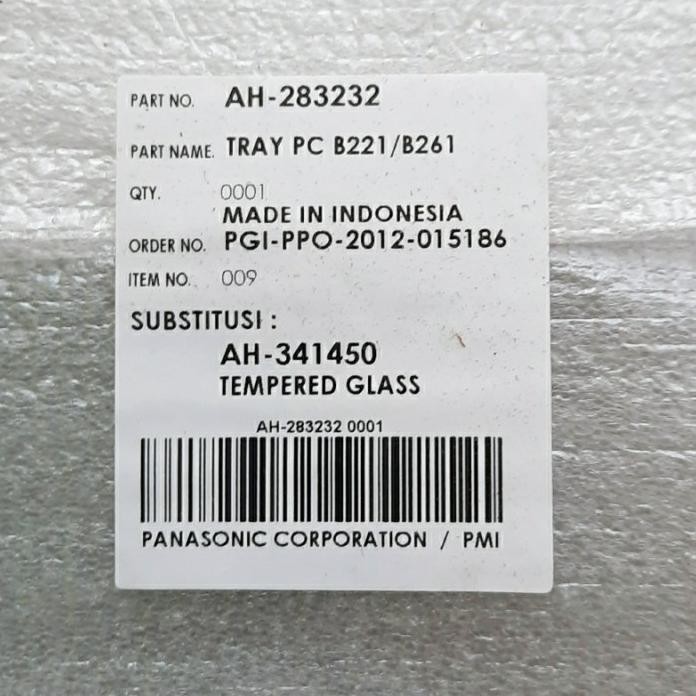 PART NO. AH-283232
PART NAME. TRAY PC B221/B261
QTY. 0001
MADE IN INDONESIA
ORDER NO. PGI-PPO-2012-015186
ITEM NO. 009
SUBSTITUSI :
AH-341450
TEMPERED GLASS
AH-283232 0001
PANASONIC CORPORATION / PMI